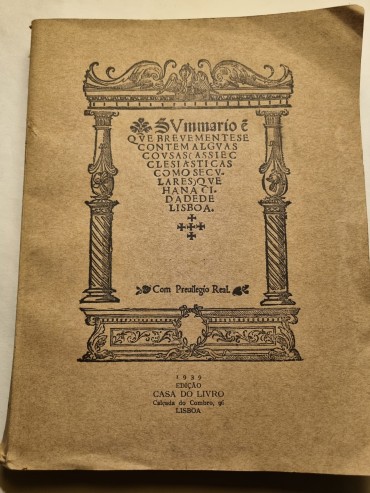 SVmmario ẽ
QVE BREVEMENTE SE
CONTEM ALGVAS
COVSAS (ASSI EC
CLESIASTICAS
COMO SECV-
LARES) QVE
HA NA CI-
DADE DE
LISBOA.
Com Preuilegio Real.
1939
EDIÇÃO
CASA DO LIVRO
Calçada do Combro, 96
LISBOA